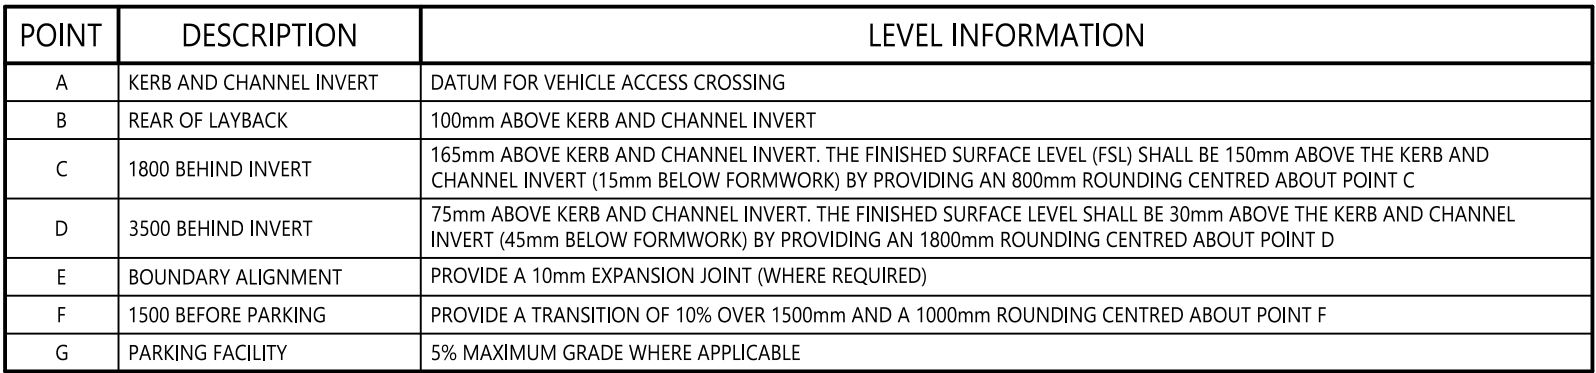 POINT DESCRIPTION LEVEL INFORMATION
A KERB AND CHANNEL INVERT DATUM FOR VEHICLE ACCESS CROSSING
B REAR OF LAYBACK 100mm ABOVE KERB AND CHANNEL INVERT
C 1800 BEHIND INVERT 165mm ABOVE KERB AND CHANNEL INVERT. THE FINISHED SURFACE LEVEL (FSL) SHALL BE 150mm ABOVE THE KERB AND
CHANNEL INVERT (15mm BELOW FORMWORK) BY PROVIDING AN 800mm ROUNDING CENTRED ABOUT POINT C
D 3500 BEHIND INVERT 75mm ABOVE KERB AND CHANNEL INVERT. THE FINISHED SURFACE LEVEL SHALL BE 30mm ABOVE THE KERB AND CHANNEL
INVERT (45mm BELOW FORMWORK) BY PROVIDING AN 1800mm ROUNDING CENTRED ABOUT POINT D
E BOUNDARY ALIGNMENT PROVIDE A 10mm EXPANSION JOINT (WHERE REQUIRED)
F 1500 BEFORE PARKING PROVIDE A TRANSITION OF 10% OVER 1500mm AND A 1000mm ROUNDING CENTRED ABOUT POINT F
G PARKING FACILITY 5% MAXIMUM GRADE WHERE APPLICABLE